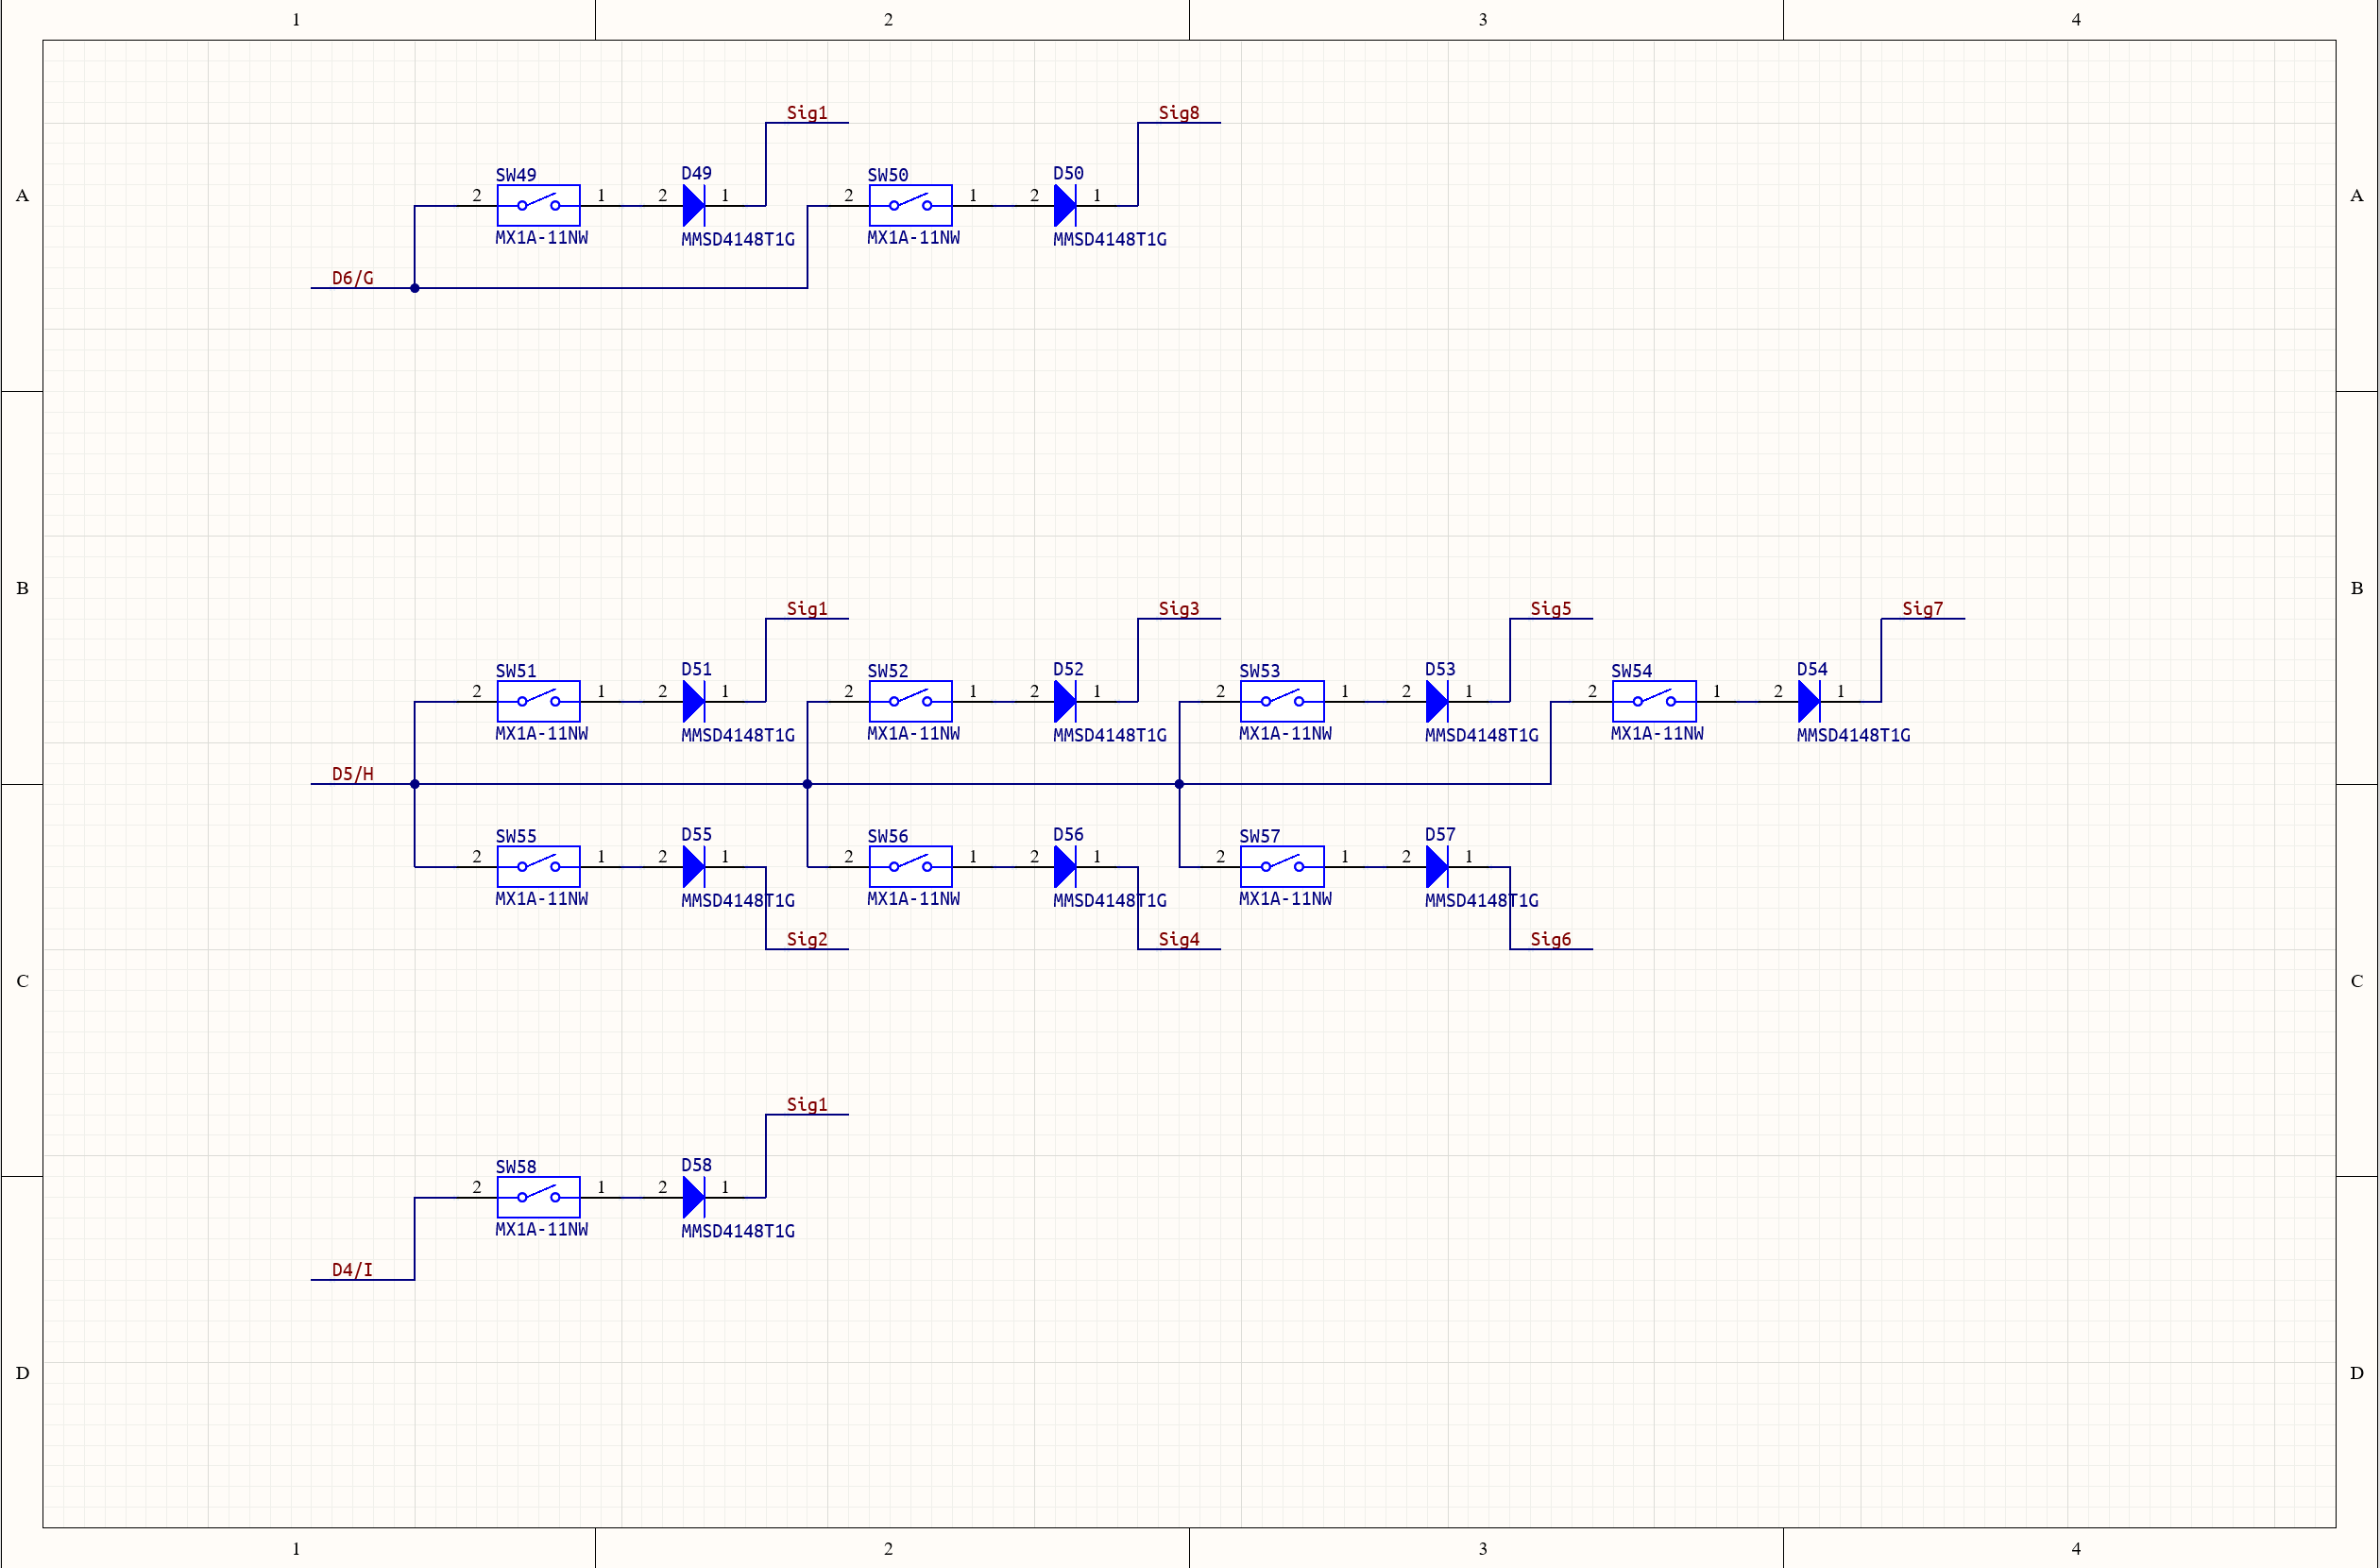 1 2 3 4
Sig1 Sig8
SW49 D49 SW50 D50
A 2 1 2 1 2 1 2 1 A
MX1A-11NW MMSD4148T1G MX1A-11NW MMSD4148T1G
D6/G
B B
Sig1 Sig3 Sig5 Sig7
SW51 D51 SW52 D52 SW53 D53 SW54 D54
2 1 2 1 2 1 2 1 2 1 2 1 2 1 2 1
MX1A-11NW MMSD4148T1G MX1A-11NW MMSD4148T1G MX1A-11NW MMSD4148T1G MX1A-11NW MMSD4148T1G
D5/H
SW55 D55 SW56 D56 SW57 D57
2 1 2 1 2 1 2 1 2 1 2 1
MX1A-11NW MMSD4148T1G MX1A-11NW MMSD4148T1G MX1A-11NW MMSD4148T1G
Sig2 Sig4 Sig6
C C
Sig1
SW58 D58
2 1 2 1
MX1A-11NW MMSD4148T1G
D4/I
D D
1 2 3 4